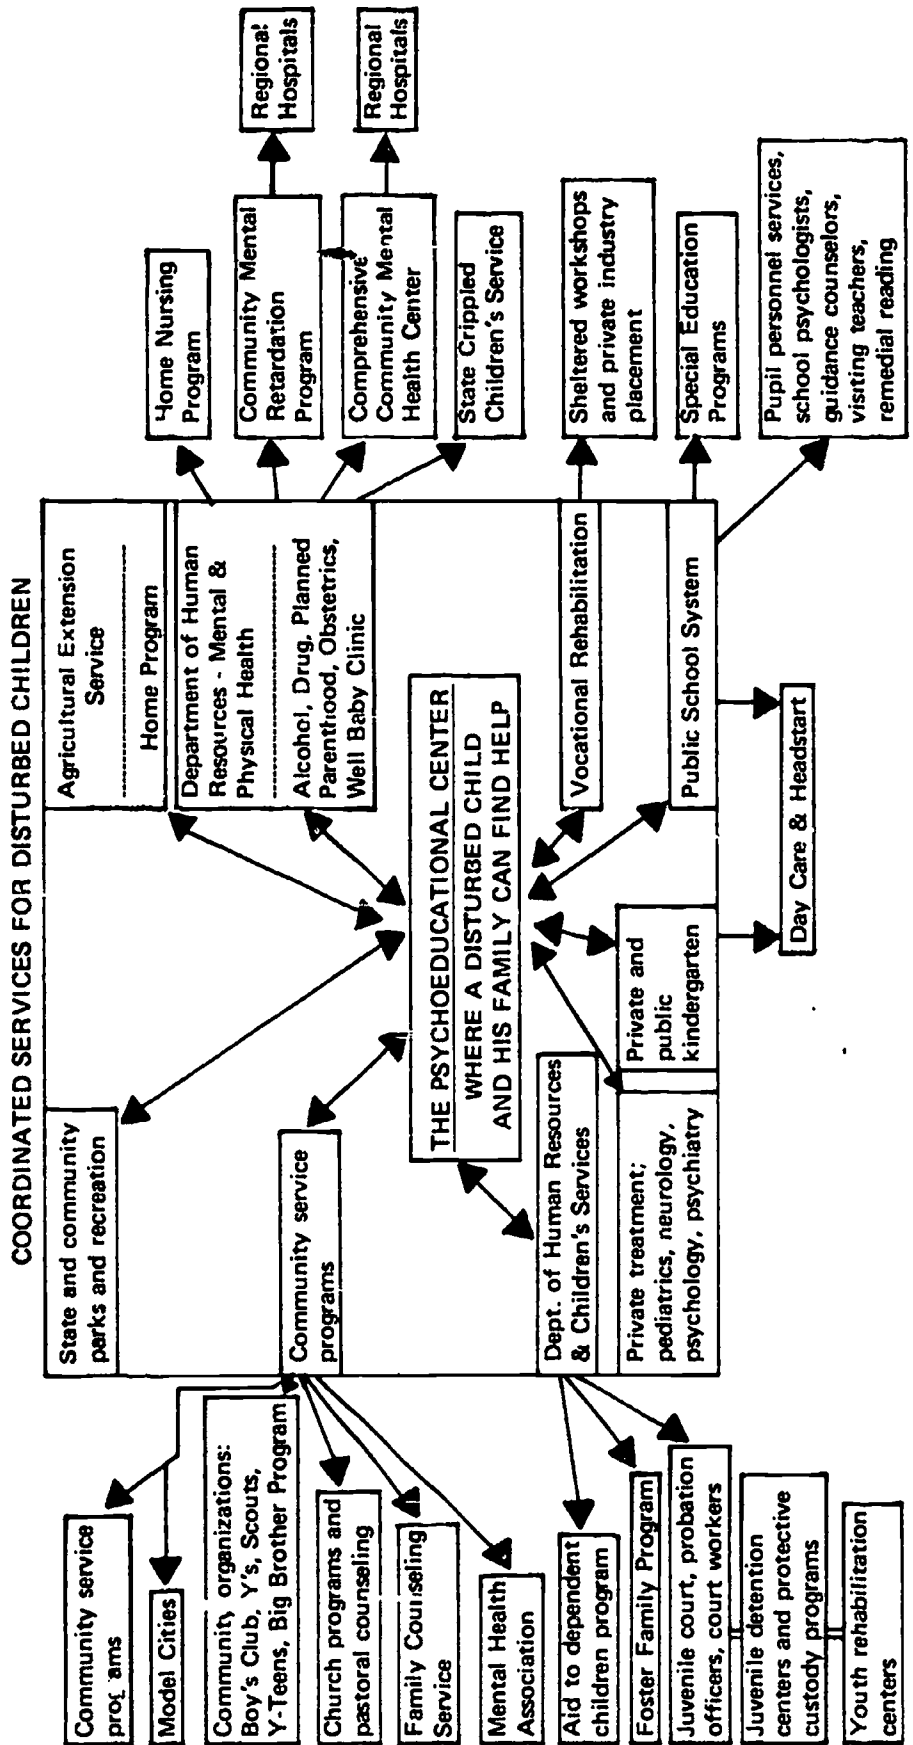 COORDINATED SERVICES FOR DISTURBED CHILDREN
Community service
programs
Model Cities
Community organizations:
Boy's Club, Y's, Scouts,
Y-Teens, Big Brother Program
Church programs and
pastoral counseling
Family Counseling
Service
Mental Health
Association
Aid to dependent
children program
Foster Family Program
Juvenile court, probation
officers, court workers
Juvenile detention
centers and protective
custody programs
Youth rehabilitation
centers
State and community
parks and recreation
Community service
programs
Dept. of Human Resources
& Children's Services
Private treatment;
pediatrics, neurology,
psychology, psychiatry
THE PSYCHOEDUCATIONAL CENTER
WHERE A DISTURBED CHILD
AND HIS FAMILY CAN FIND HELP
Private and
public
kindergarten
Day Care & Headstart
Agricultural Extension
Service
Home Program
Department of Human
Resources - Mental &
Physical Health
Alcohol, Drug, Planned
Parenthood, Obstetrics,
Well Baby Clinic
Vocational Rehabilitation
Public School System
Home Nursing
Program
Community Mental
Retardation
Program
Comprehensive
Community Mental
Health Center
State Crippled
Children's Service
Sheltered workshops
and private industry
placement
Special Education
Programs
Pupil personnel services,
school psychologists,
guidance counselors,
visiting teachers,
remedial reading
Regional
Hospitals
Regional
Hospitals